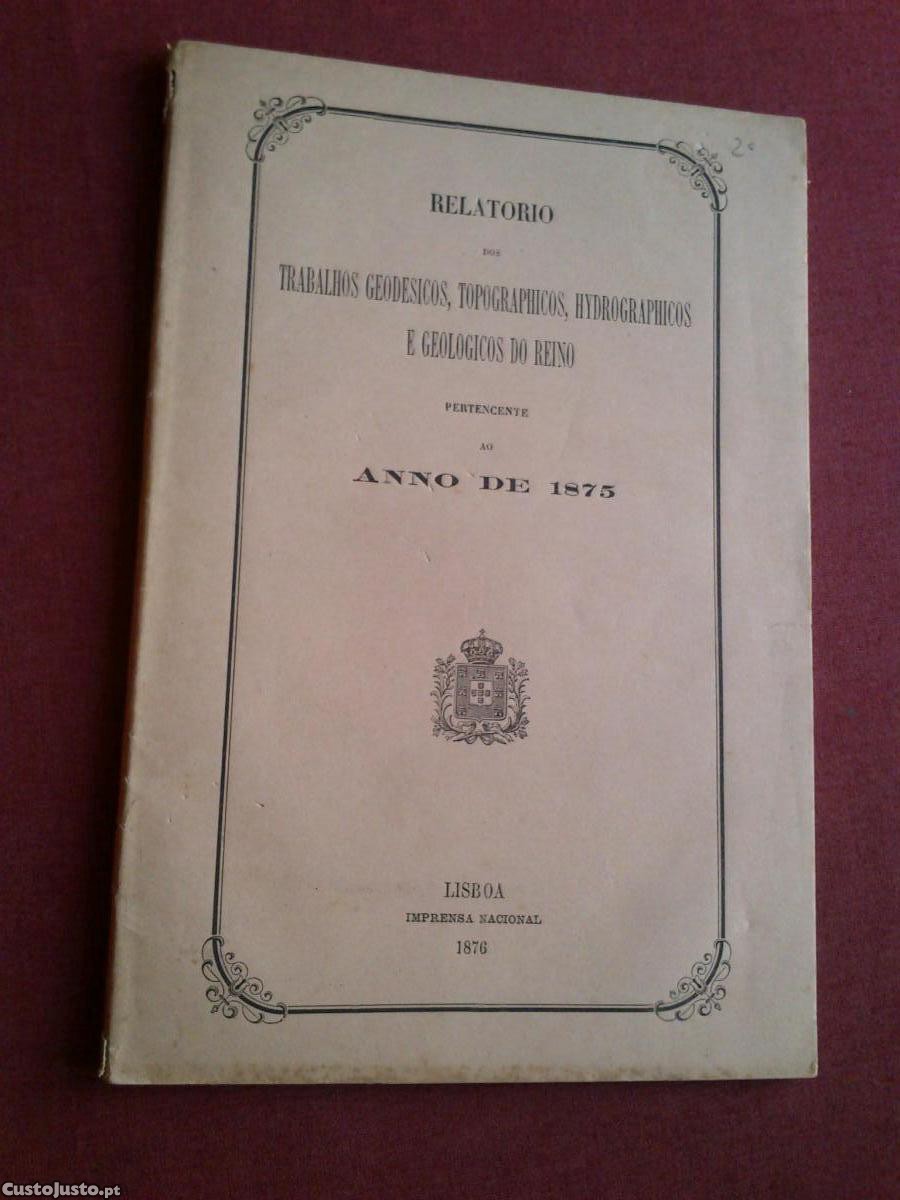 2º
RELATORIO
DOS
TRABALHOS GEODESICOS, TOPOGRAPHICOS, HYDROGRAPHICOS
E GEOLOGICOS DO REINO
PERTENCENTE
AO
ANNO DE 1875
LISBOA
IMPRENSA NACIONAL
1876
CustoJusto.pt